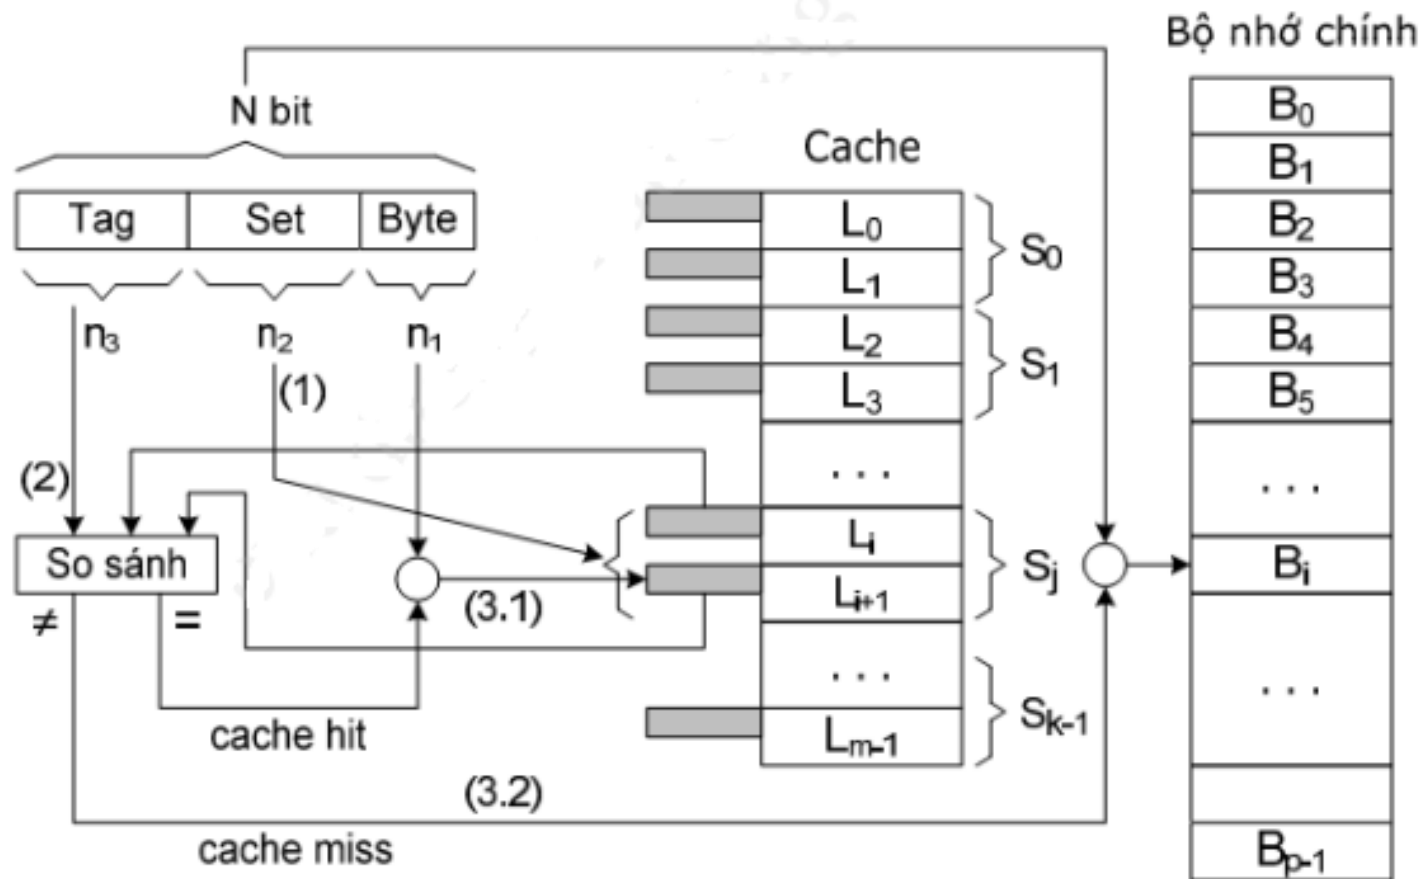 Bộ nhớ chính
N bit
Cache
Tag Set Byte
n₃ n₂ n₁
(1)
(2)
So sánh
≠ =
(3.1)
cache hit
(3.2)
cache miss
L₀
L₁
L₂
L₃
. . .
Lᵢ
Lᵢ₊₁
. . .
Lₘ₋₁
S₀
S₁
Sⱼ
Sₖ₋₁
B₀
B₁
B₂
B₃
B₄
B₅
. . .
Bᵢ
. . .
Bₚ₋₁